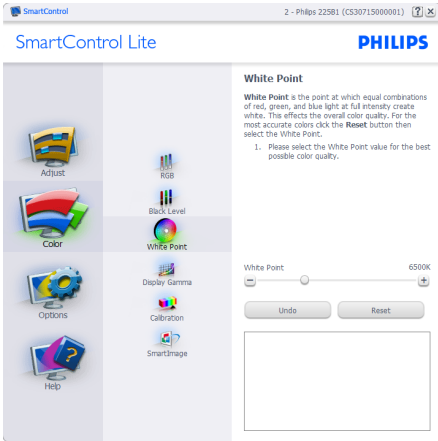 SmartControl
2 - Philips 225B1 (CS30715000001)
?
SmartControl Lite
PHILIPS
Adjust
Color
Options
Help
RGB
Black Level
White Point
Display Gamma
Calibration
SmartImage
White Point
White Point is the point at which equal combinations
of red, green, and blue light at full intensity create
white. This effects the overall color quality. For the
most accurate colors click the Reset button then
select the White Point.
1. Please select the White Point value for the best
possible color quality.
White Point 6500K
Undo
Reset